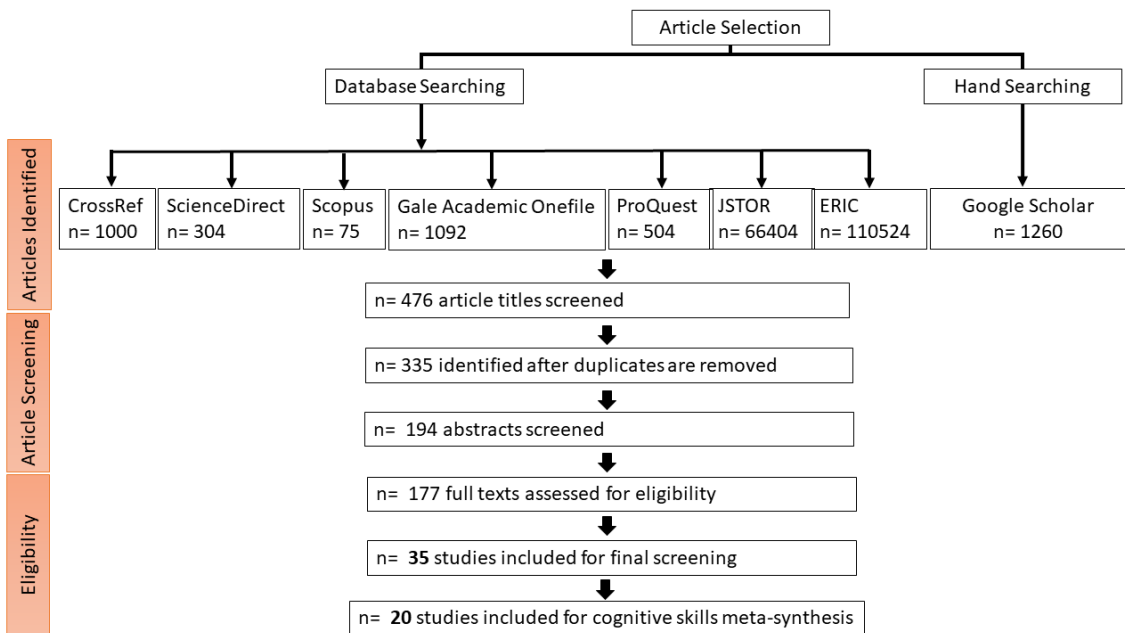 Article Selection
Database Searching
Hand Searching
Articles Identified
CrossRef
n= 1000
ScienceDirect
n= 304
Scopus
n= 75
Gale Academic Onefile
n= 1092
ProQuest
n= 504
JSTOR
n= 66404
ERIC
n= 110524
Google Scholar
n= 1260
n= 476 article titles screened
Article Screening
n= 335 identified after duplicates are removed
n= 194 abstracts screened
Eligibility
n= 177 full texts assessed for eligibility
n= 35 studies included for final screening
n= 20 studies included for cognitive skills meta-synthesis